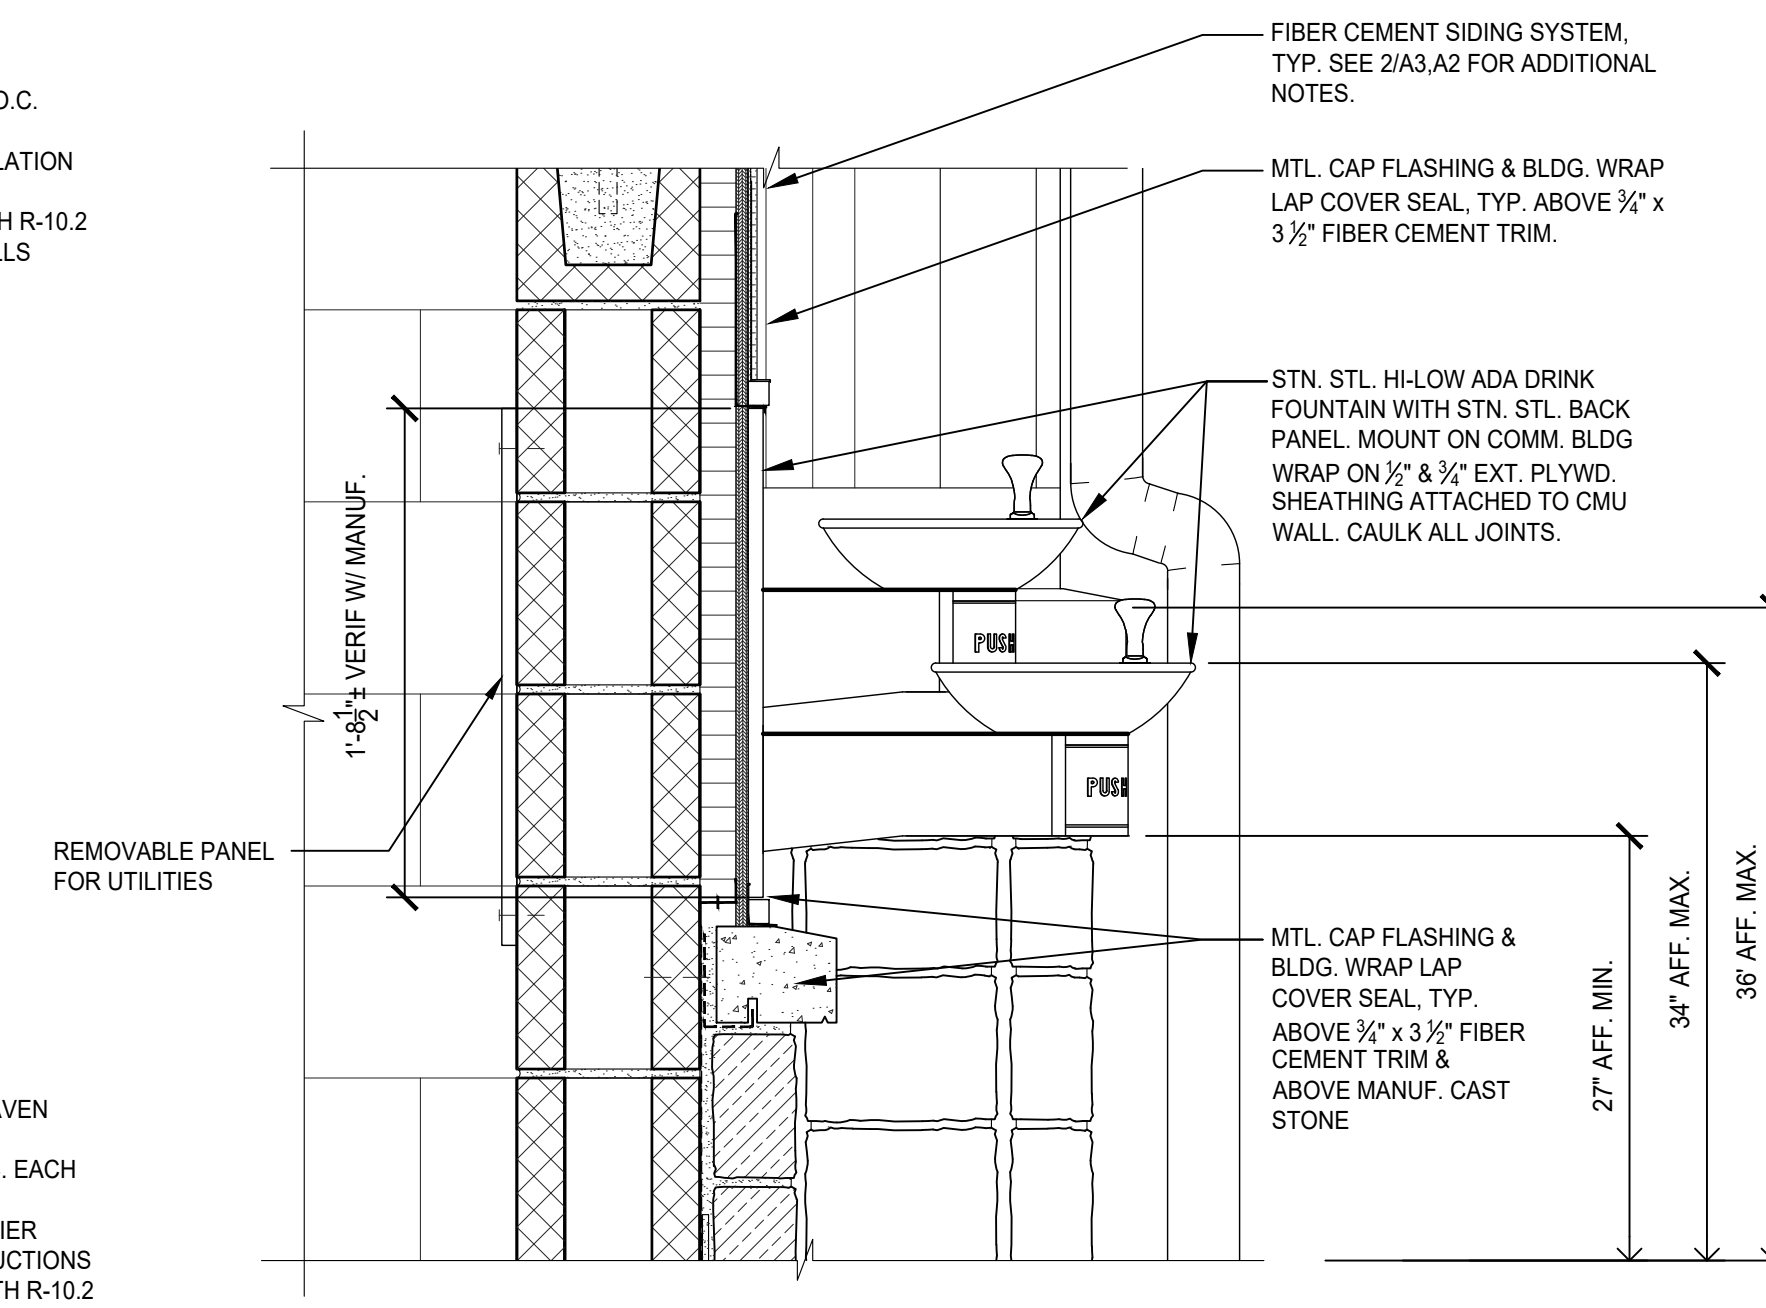 O.C.
LATION
H R-10.2
LLS
FIBER CEMENT SIDING SYSTEM,
TYP. SEE 2/A3,A2 FOR ADDITIONAL
NOTES.
MTL. CAP FLASHING & BLDG. WRAP
LAP COVER SEAL, TYP. ABOVE ¾" x
3 ½" FIBER CEMENT TRIM.
STN. STL. HI-LOW ADA DRINK
FOUNTAIN WITH STN. STL. BACK
PANEL. MOUNT ON COMM. BLDG
WRAP ON ½" & ¾" EXT. PLYWD.
SHEATHING ATTACHED TO CMU
WALL. CAULK ALL JOINTS.
1'-8½"± VERIF W/ MANUF.
PUSH
PUSH
REMOVABLE PANEL
FOR UTILITIES
MTL. CAP FLASHING &
BLDG. WRAP LAP
COVER SEAL, TYP.
ABOVE ¾" x 3 ½" FIBER
CEMENT TRIM &
ABOVE MANUF. CAST
STONE
27" AFF. MIN.
34" AFF. MAX.
36' AFF. MAX.
AVEN
. EACH
IER
UCTIONS
TH R-10.2